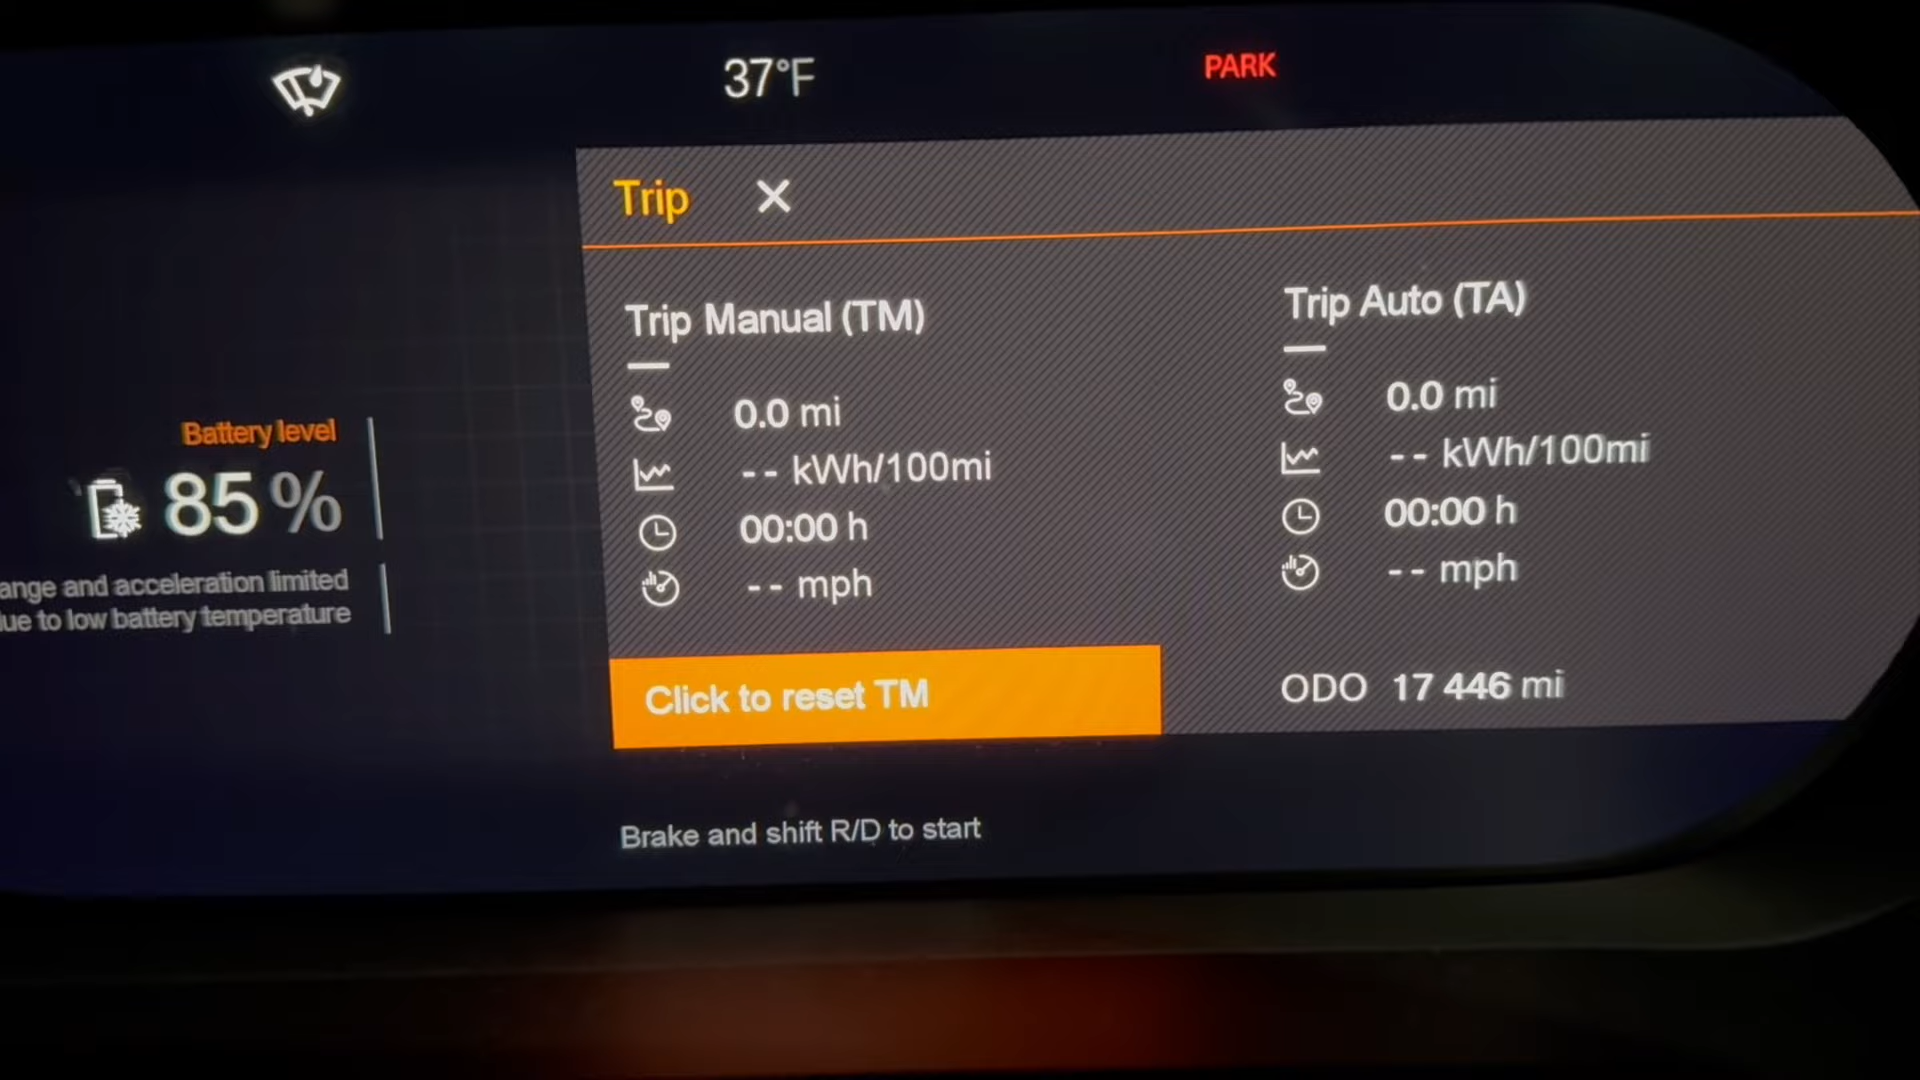 37°F
PARK
Trip
Trip Manual (TM)
0.0 mi
-- kWh/100mi
00:00 h
-- mph
Click to reset TM
Trip Auto (TA)
0.0 mi
-- kWh/100mi
00:00 h
-- mph
ODO 17 446 mi
Battery level
85 %
ange and acceleration limited
ue to low battery temperature
Brake and shift R/D to start